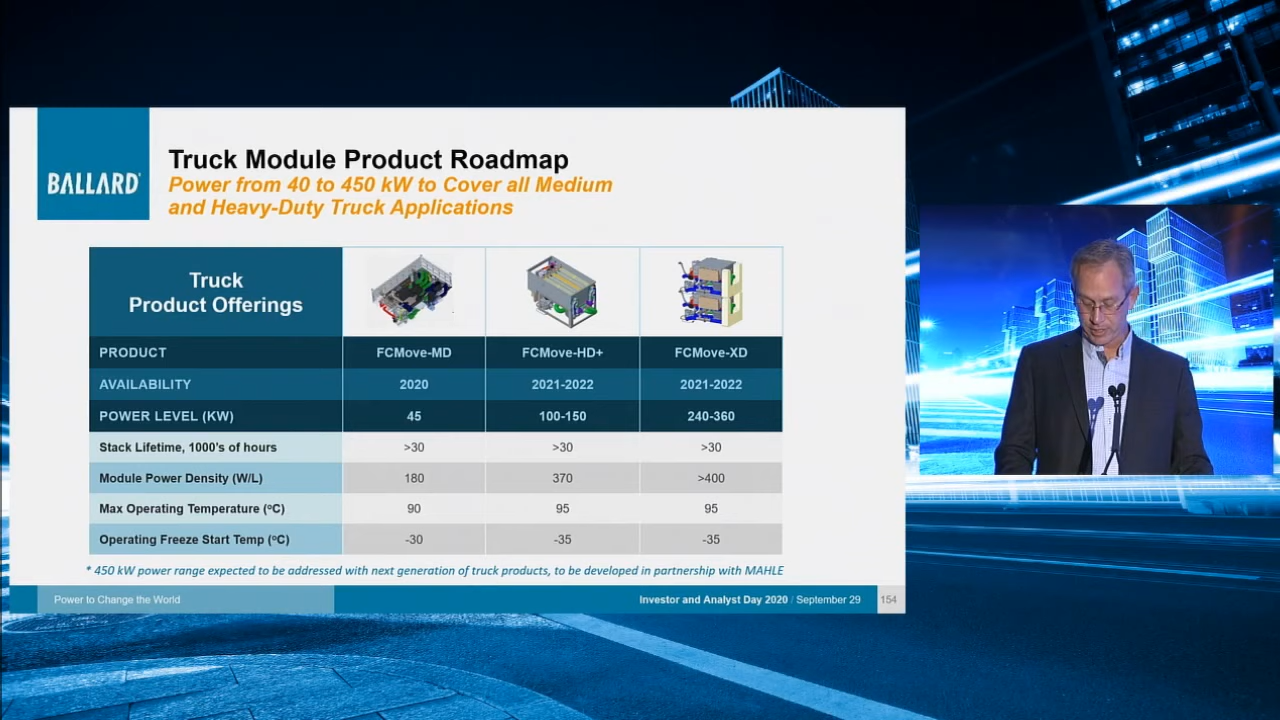 BALLARD
Truck Module Product Roadmap
Power from 40 to 450 kW to Cover all Medium
and Heavy-Duty Truck Applications
Truck
Product Offerings
PRODUCT FCMove-MD FCMove-HD+ FCMove-XD
AVAILABILITY 2020 2021-2022 2021-2022
POWER LEVEL (KW) 45 100-150 240-360
Stack Lifetime, 1000's of hours >30 >30 >30
Module Power Density (W/L) 180 370 >400
Max Operating Temperature (°C) 90 95 95
Operating Freeze Start Temp (°C) -30 -35 -35
* 450 kW power range expected to be addressed with next generation of truck products, to be developed in partnership with MAHLE
Power to Change the World Investor and Analyst Day 2020 / September 29 154